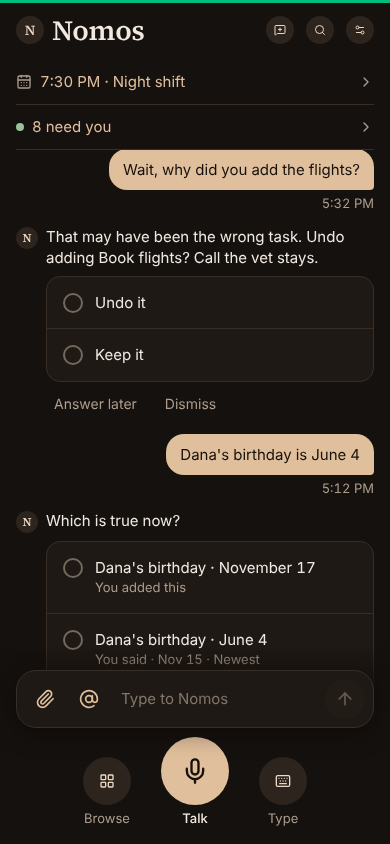 N Nomos
7:30 PM · Night shift
8 need you
Wait, why did you add the flights?
5:32 PM
N That may have been the wrong task. Undo
adding Book flights? Call the vet stays.
Undo it
Keep it
Answer later Dismiss
Dana's birthday is June 4
5:12 PM
N Which is true now?
Dana's birthday · November 17
You added this
Dana's birthday · June 4
You said · Nov 15 · Newest
Type to Nomos
Browse Talk Type